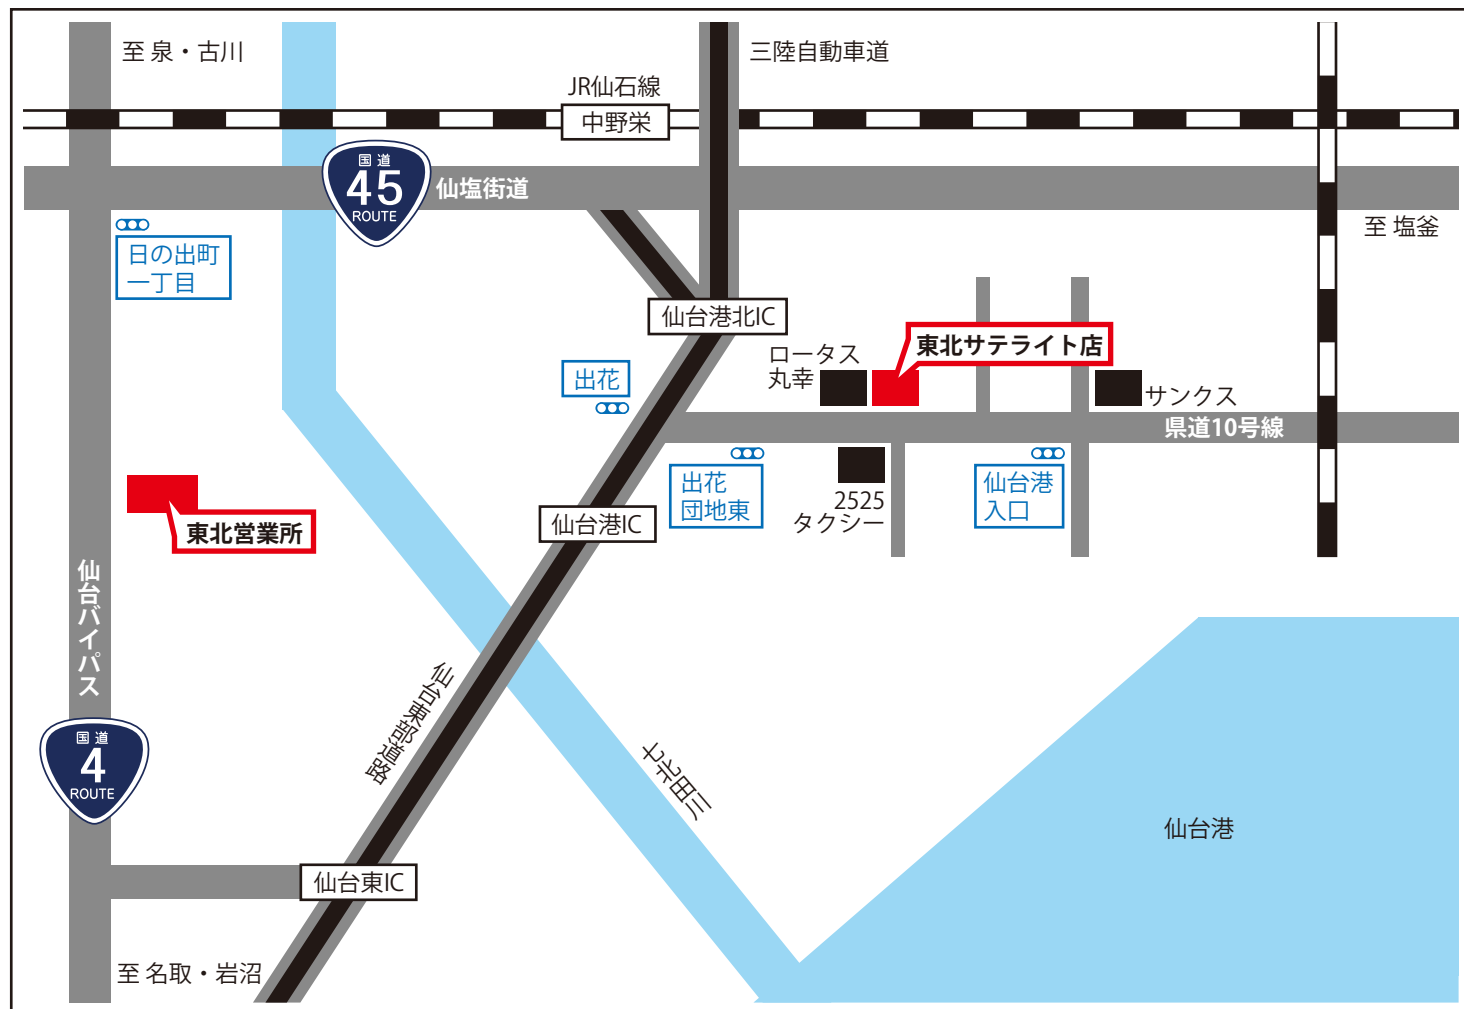 至 泉・古川
三陸自動車道
JR仙石線
中野栄
国道
45
ROUTE
仙塩街道
至 塩釜
日の出町
一丁目
仙台港北IC
東北サテライト店
ロータス
丸幸
出花
サンクス
県道10号線
出花
団地東
2525
タクシー
仙台港
入口
仙台港IC
東北営業所
仙台バイパス
仙台東部道路
七北田川
国道
4
ROUTE
仙台港
仙台東IC
至 名取・岩沼